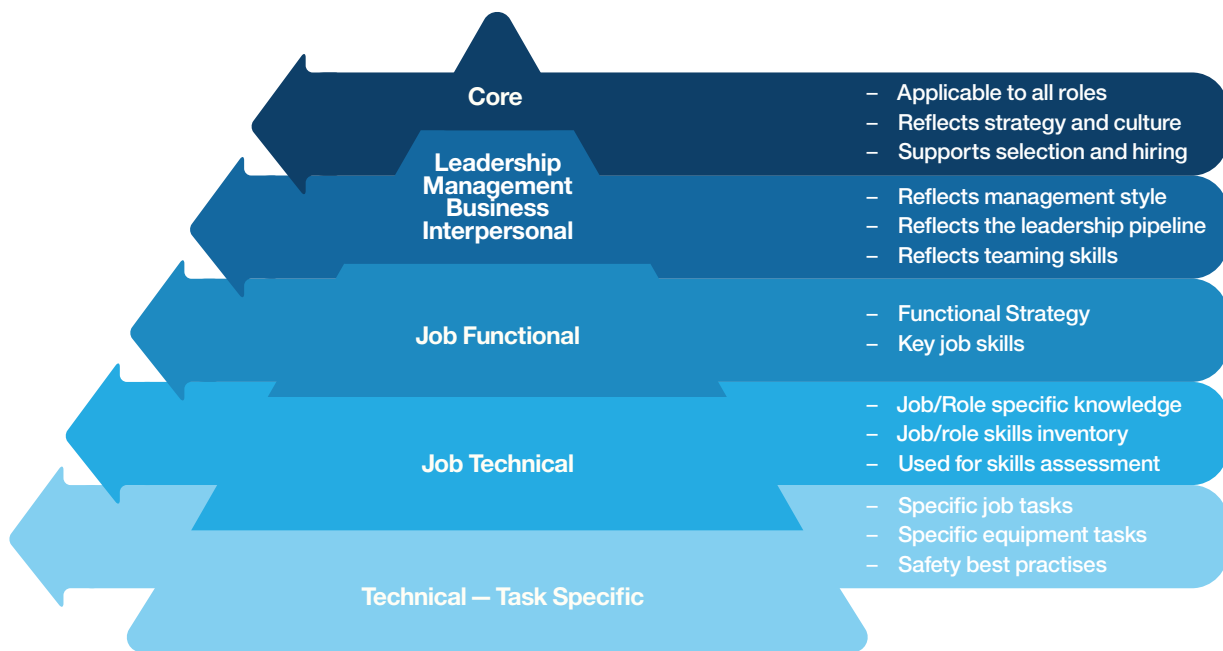 Core
– Applicable to all roles
– Reflects strategy and culture
– Supports selection and hiring
Leadership
Management
Business
Interpersonal
– Reflects management style
– Reflects the leadership pipeline
– Reflects teaming skills
Job Functional
– Functional Strategy
– Key job skills
Job Technical
– Job/Role specific knowledge
– Job/role skills inventory
– Used for skills assessment
Technical — Task Specific
– Specific job tasks
– Specific equipment tasks
– Safety best practises